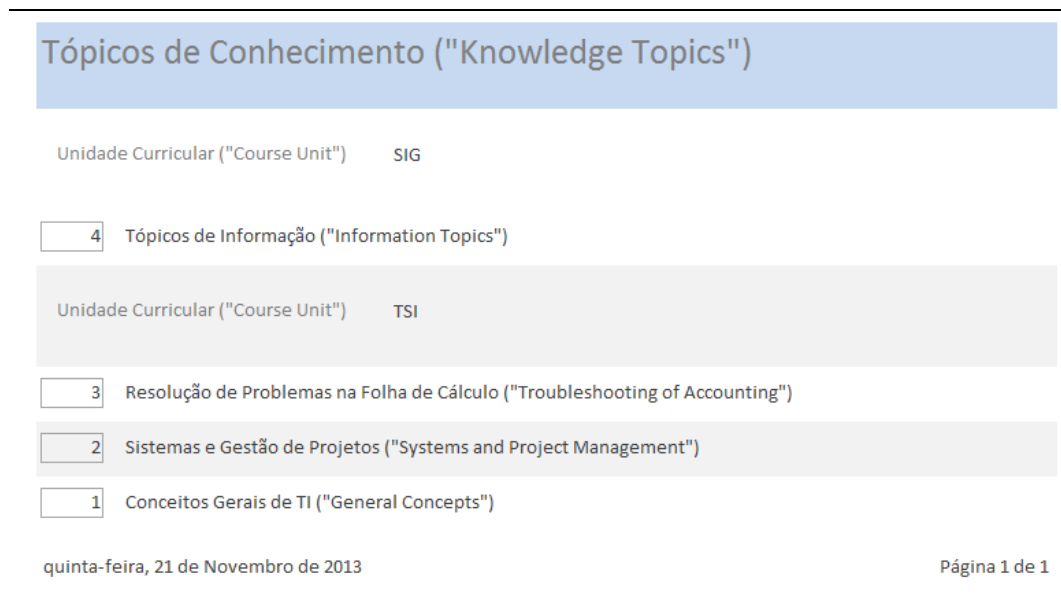 Tópicos de Conhecimento ("Knowledge Topics")
Unidade Curricular ("Course Unit") SIG
4 Tópicos de Informação ("Information Topics")
Unidade Curricular ("Course Unit") TSI
3 Resolução de Problemas na Folha de Cálculo ("Troubleshooting of Accounting")
2 Sistemas e Gestão de Projetos ("Systems and Project Management")
1 Conceitos Gerais de TI ("General Concepts")
quinta-feira, 21 de Novembro de 2013 Página 1 de 1